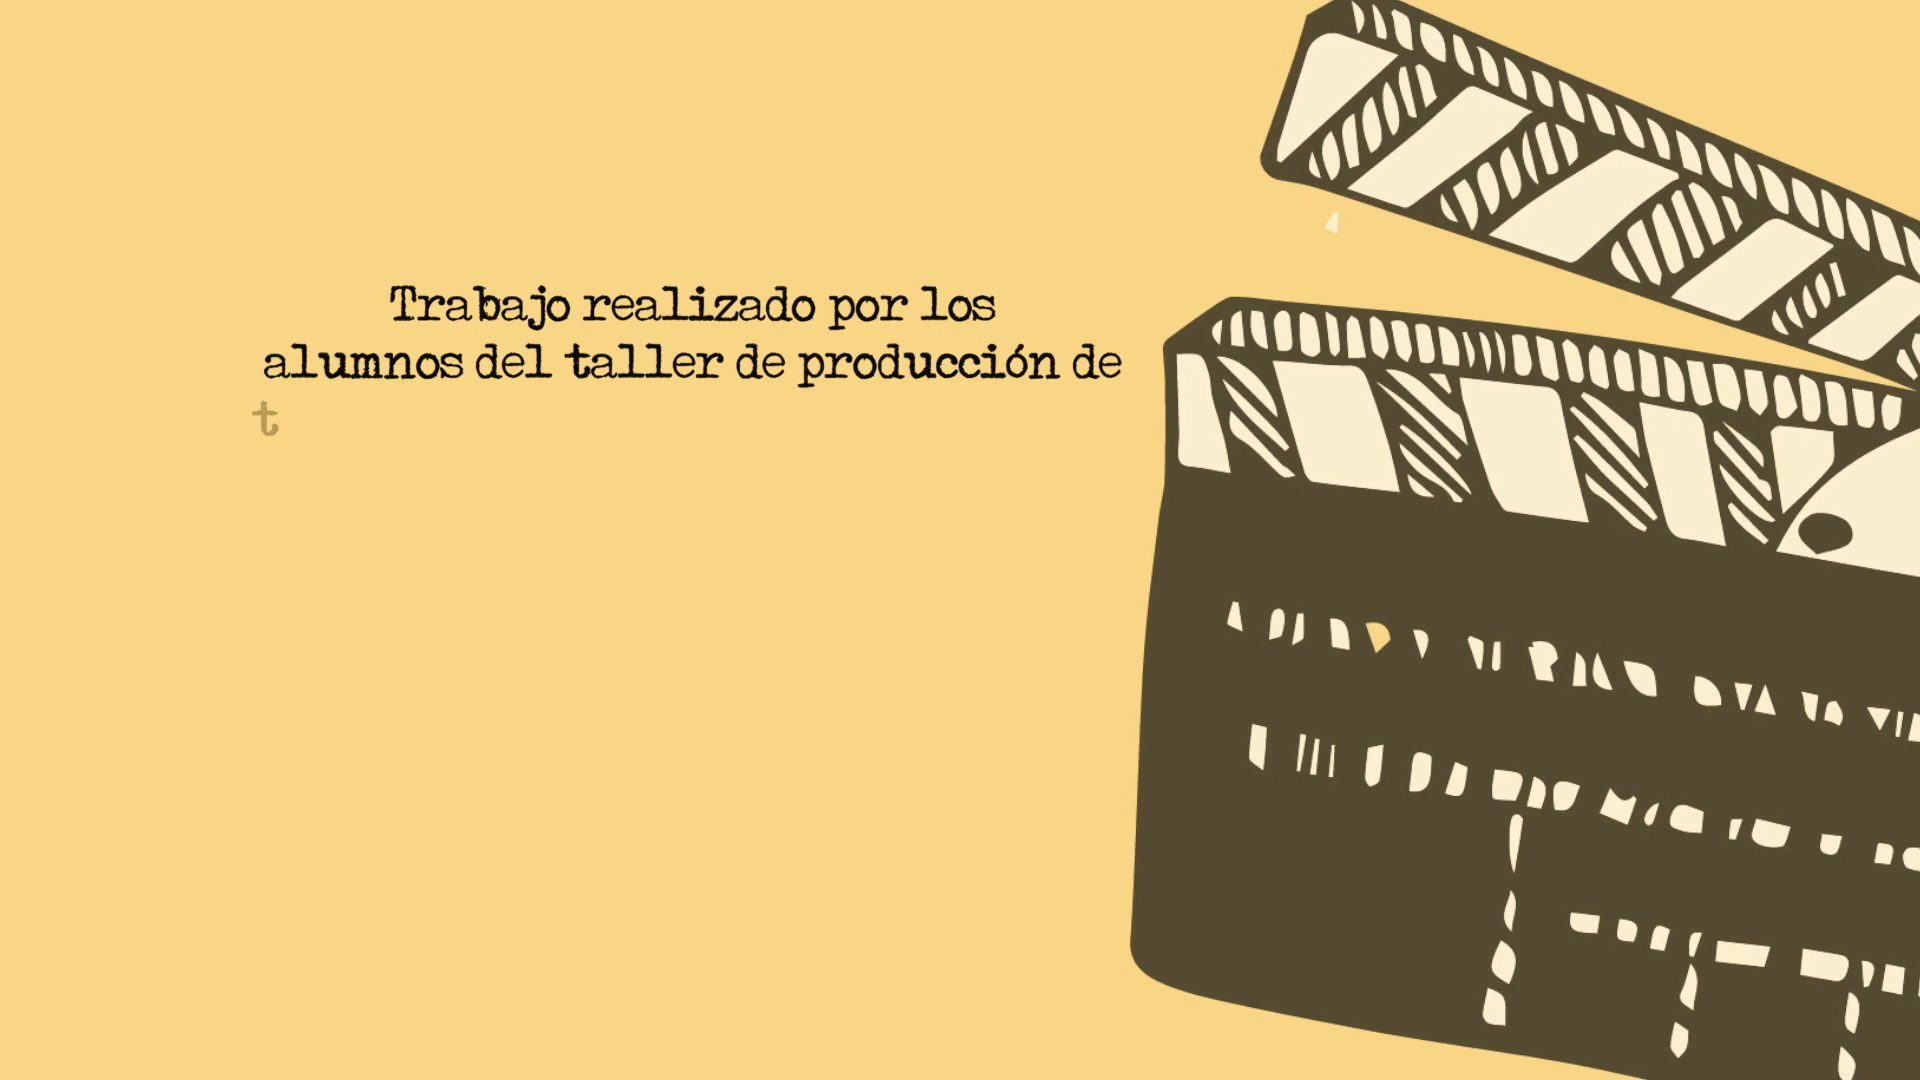 Trabajo realizado por los
alumnos del taller de producción de
t